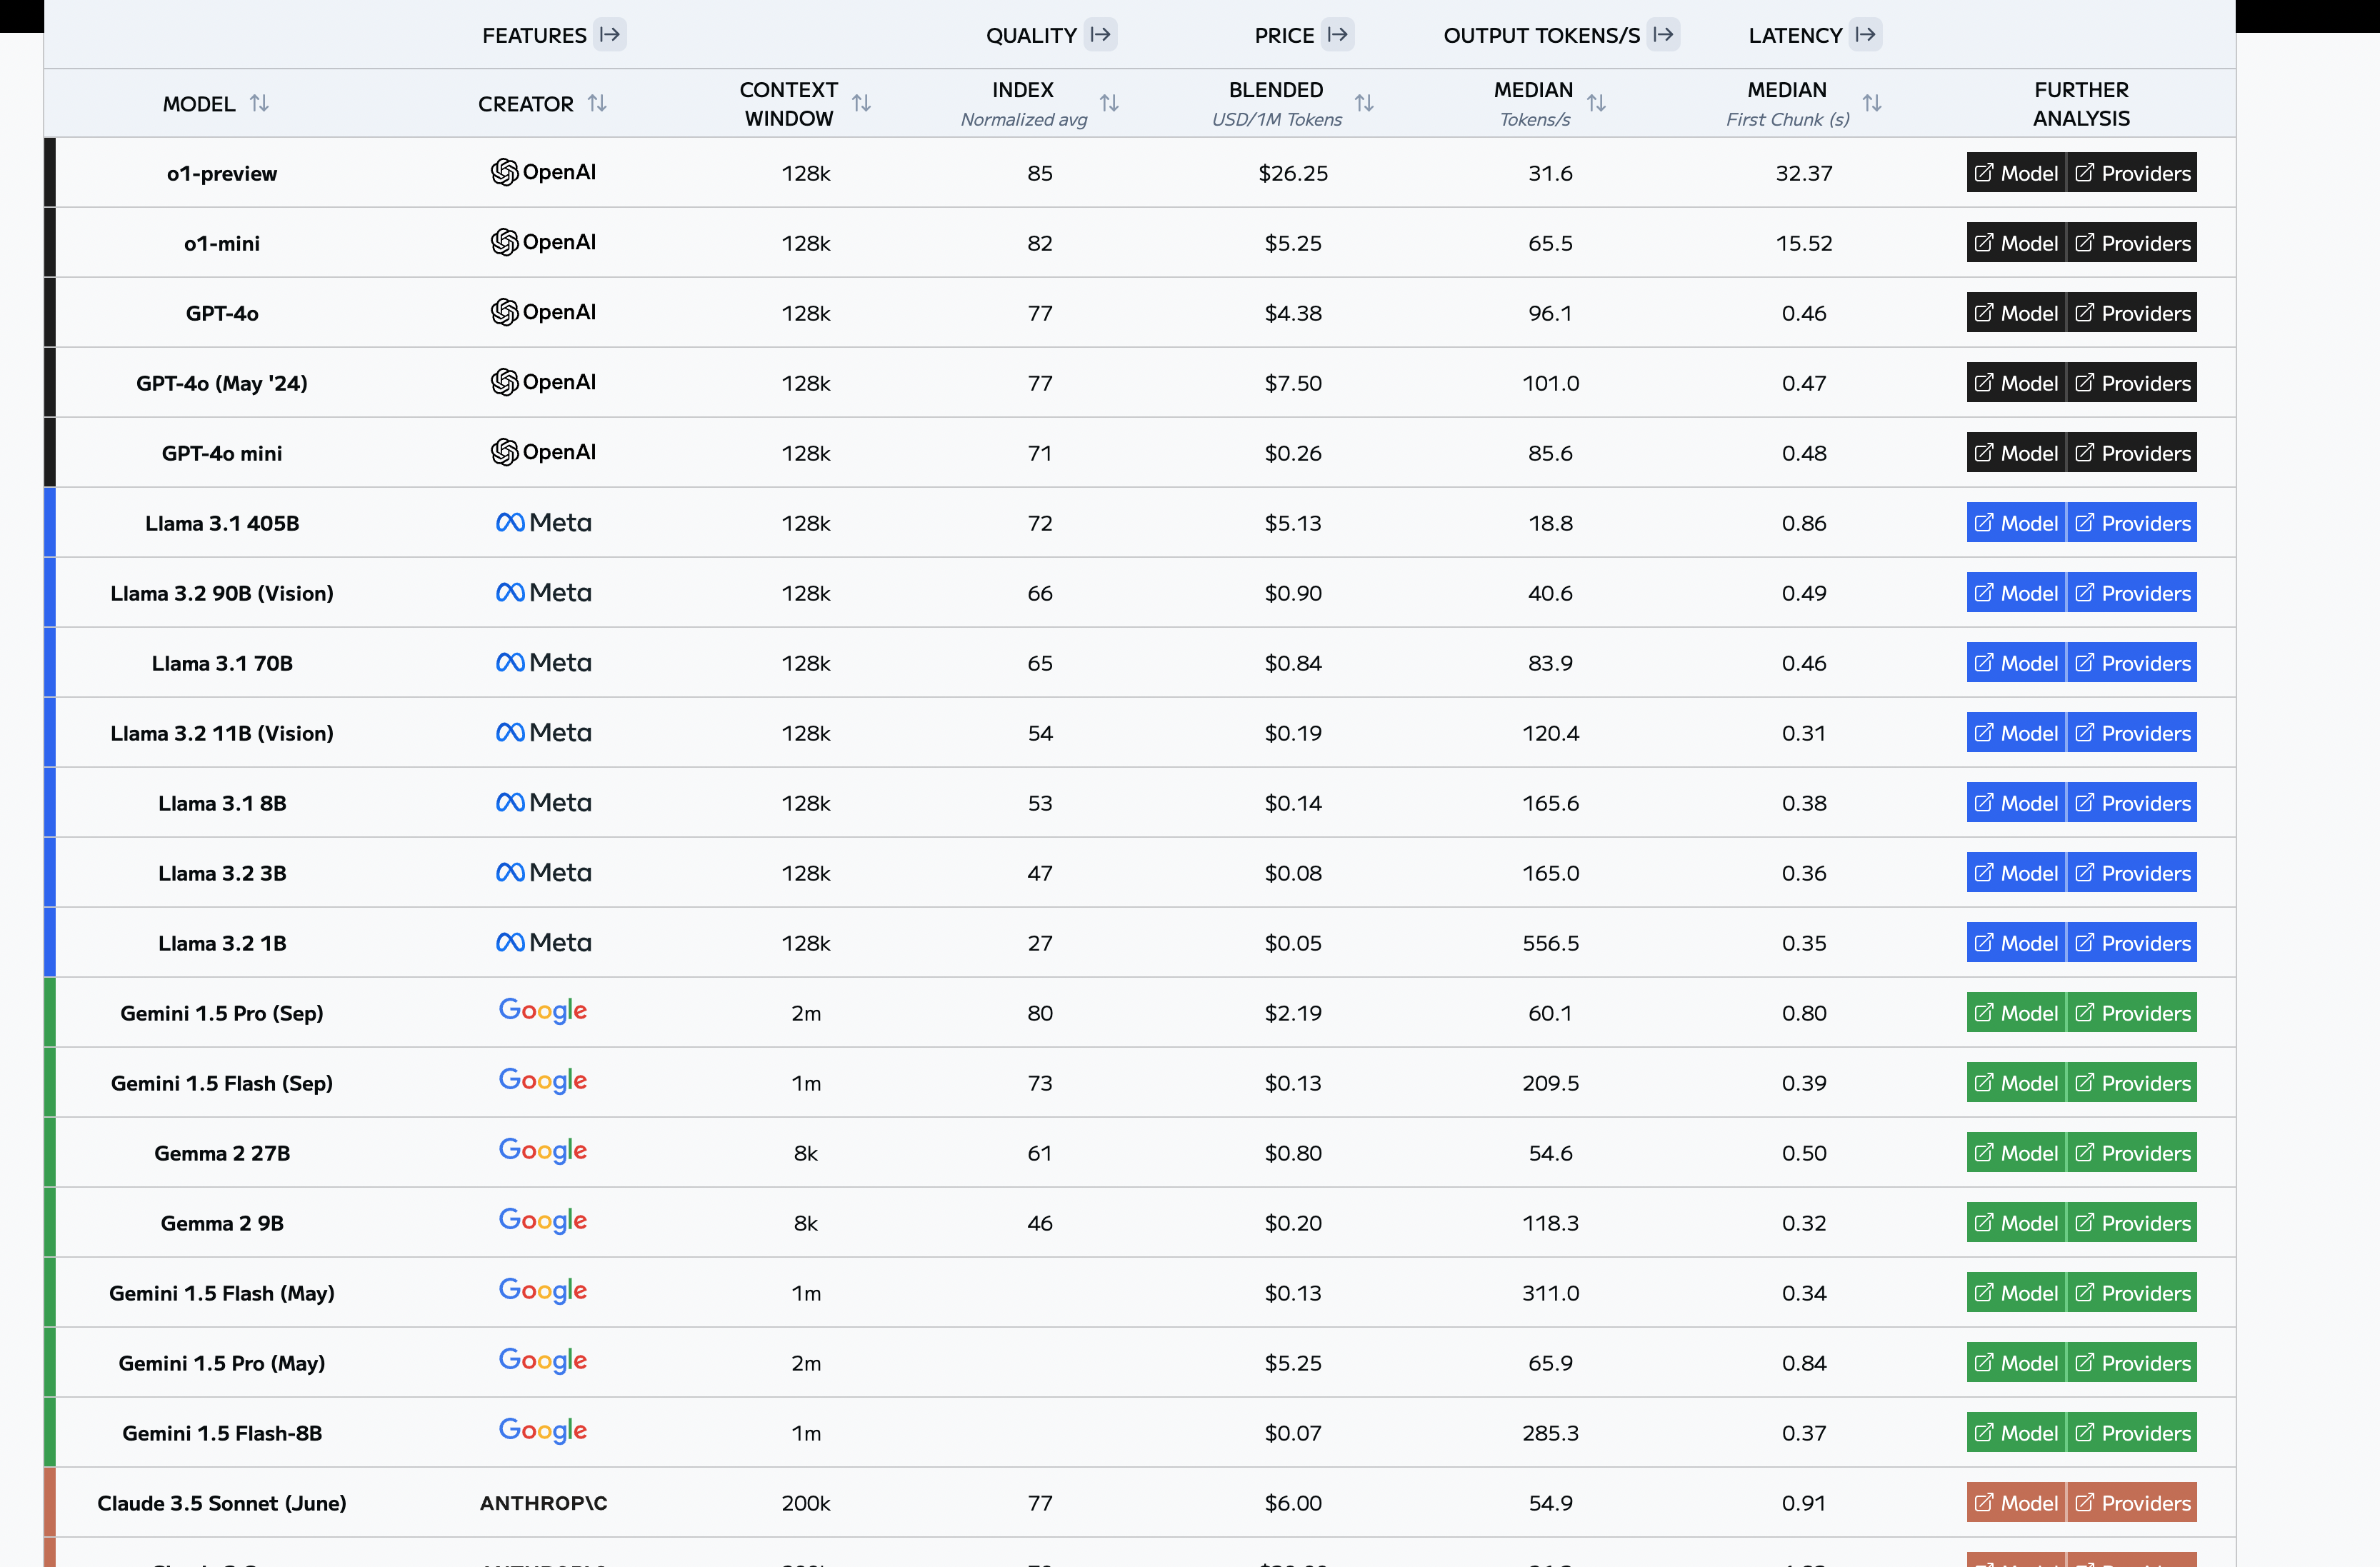 FEATURES QUALITY PRICE OUTPUT TOKENS/S LATENCY
MODEL CREATOR CONTEXT WINDOW INDEX Normalized avg BLENDED USD/1M Tokens MEDIAN Tokens/s MEDIAN First Chunk (s) FURTHER ANALYSIS
o1-preview OpenAI 128k 85 $26.25 31.6 32.37 Model Providers
o1-mini OpenAI 128k 82 $5.25 65.5 15.52 Model Providers
GPT-4o OpenAI 128k 77 $4.38 96.1 0.46 Model Providers
GPT-4o (May '24) OpenAI 128k 77 $7.50 101.0 0.47 Model Providers
GPT-4o mini OpenAI 128k 71 $0.26 85.6 0.48 Model Providers
Llama 3.1 405B Meta 128k 72 $5.13 18.8 0.86 Model Providers
Llama 3.2 90B (Vision) Meta 128k 66 $0.90 40.6 0.49 Model Providers
Llama 3.1 70B Meta 128k 65 $0.84 83.9 0.46 Model Providers
Llama 3.2 11B (Vision) Meta 128k 54 $0.19 120.4 0.31 Model Providers
Llama 3.1 8B Meta 128k 53 $0.14 165.6 0.38 Model Providers
Llama 3.2 3B Meta 128k 47 $0.08 165.0 0.36 Model Providers
Llama 3.2 1B Meta 128k 27 $0.05 556.5 0.35 Model Providers
Gemini 1.5 Pro (Sep) Google 2m 80 $2.19 60.1 0.80 Model Providers
Gemini 1.5 Flash (Sep) Google 1m 73 $0.13 209.5 0.39 Model Providers
Gemma 2 27B Google 8k 61 $0.80 54.6 0.50 Model Providers
Gemma 2 9B Google 8k 46 $0.20 118.3 0.32 Model Providers
Gemini 1.5 Flash (May) Google 1m $0.13 311.0 0.34 Model Providers
Gemini 1.5 Pro (May) Google 2m $5.25 65.9 0.84 Model Providers
Gemini 1.5 Flash-8B Google 1m $0.07 285.3 0.37 Model Providers
Claude 3.5 Sonnet (June) ANTHROP\C 200k 77 $6.00 54.9 0.91 Model Providers